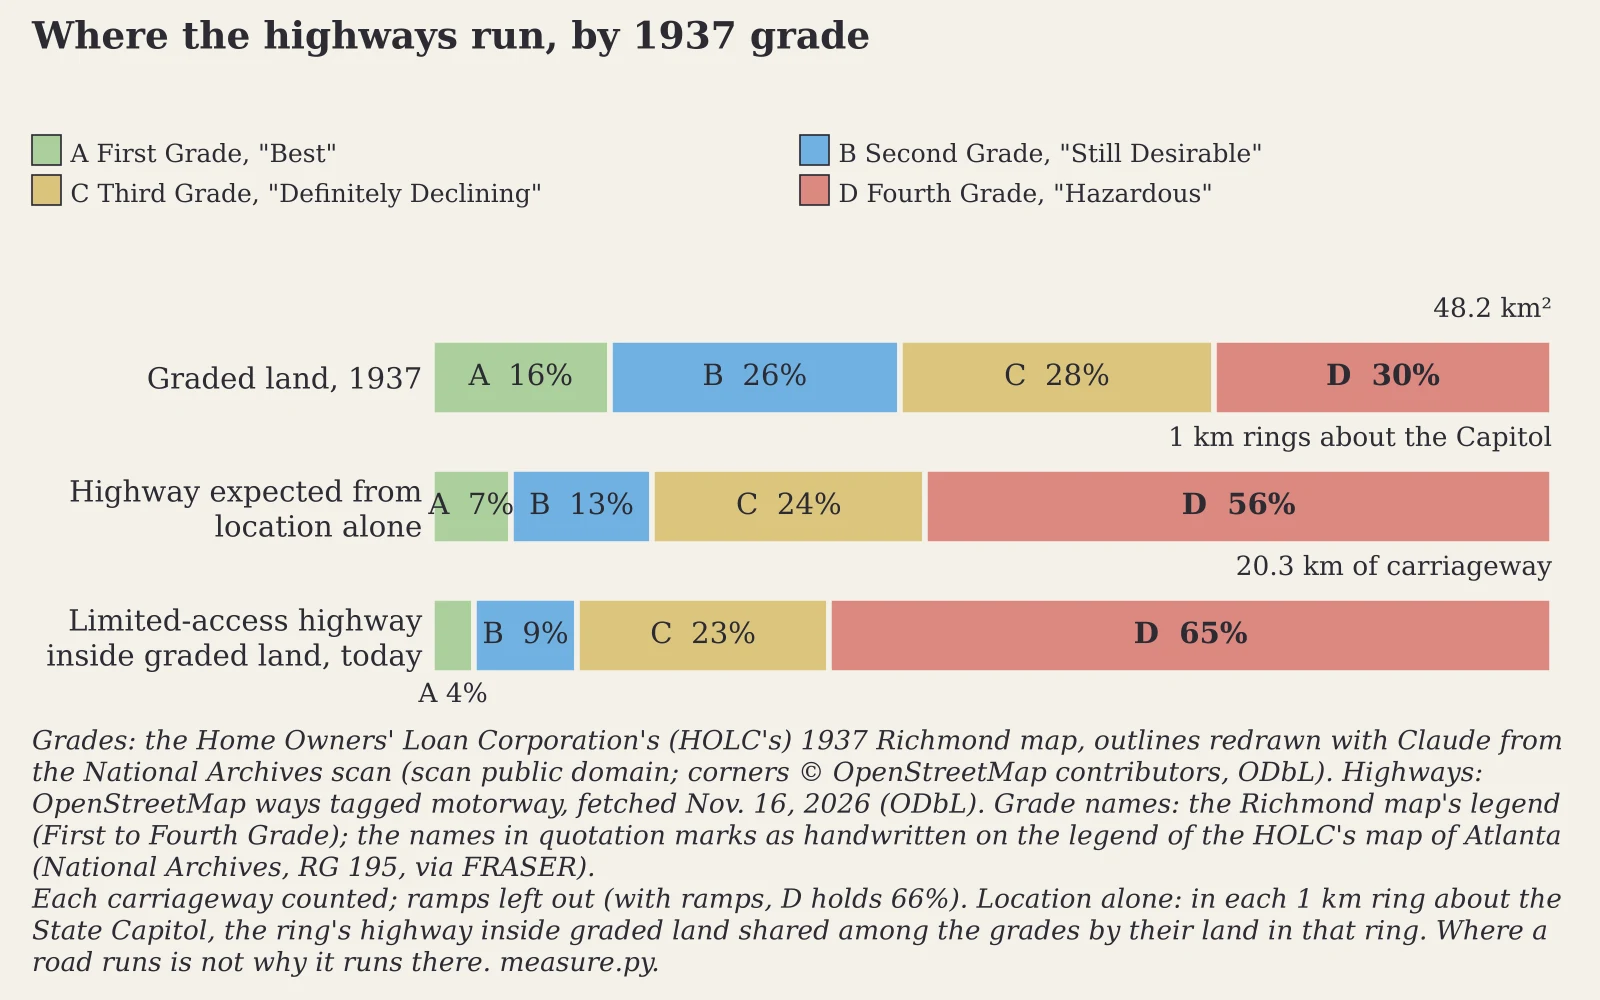 Where the highways run, by 1937 grade
A First Grade, "Best"
B Second Grade, "Still Desirable"
C Third Grade, "Definitely Declining"
D Fourth Grade, "Hazardous"
48.2 km²
Graded land, 1937
A 16%
B 26%
C 28%
D 30%
1 km rings about the Capitol
Highway expected from
location alone
A 7%
B 13%
C 24%
D 56%
20.3 km of carriageway
Limited-access highway
inside graded land, today
B 9%
C 23%
D 65%
A 4%
Grades: the Home Owners' Loan Corporation's (HOLC's) 1937 Richmond map, outlines redrawn with Claude from
the National Archives scan (scan public domain; corners © OpenStreetMap contributors, ODbL). Highways:
OpenStreetMap ways tagged motorway, fetched Nov. 16, 2026 (ODbL). Grade names: the Richmond map's legend
(First to Fourth Grade); the names in quotation marks as handwritten on the legend of the HOLC's map of Atlanta
(National Archives, RG 195, via FRASER).
Each carriageway counted; ramps left out (with ramps, D holds 66%). Location alone: in each 1 km ring about the
State Capitol, the ring's highway inside graded land shared among the grades by their land in that ring. Where a
road runs is not why it runs there. measure.py.